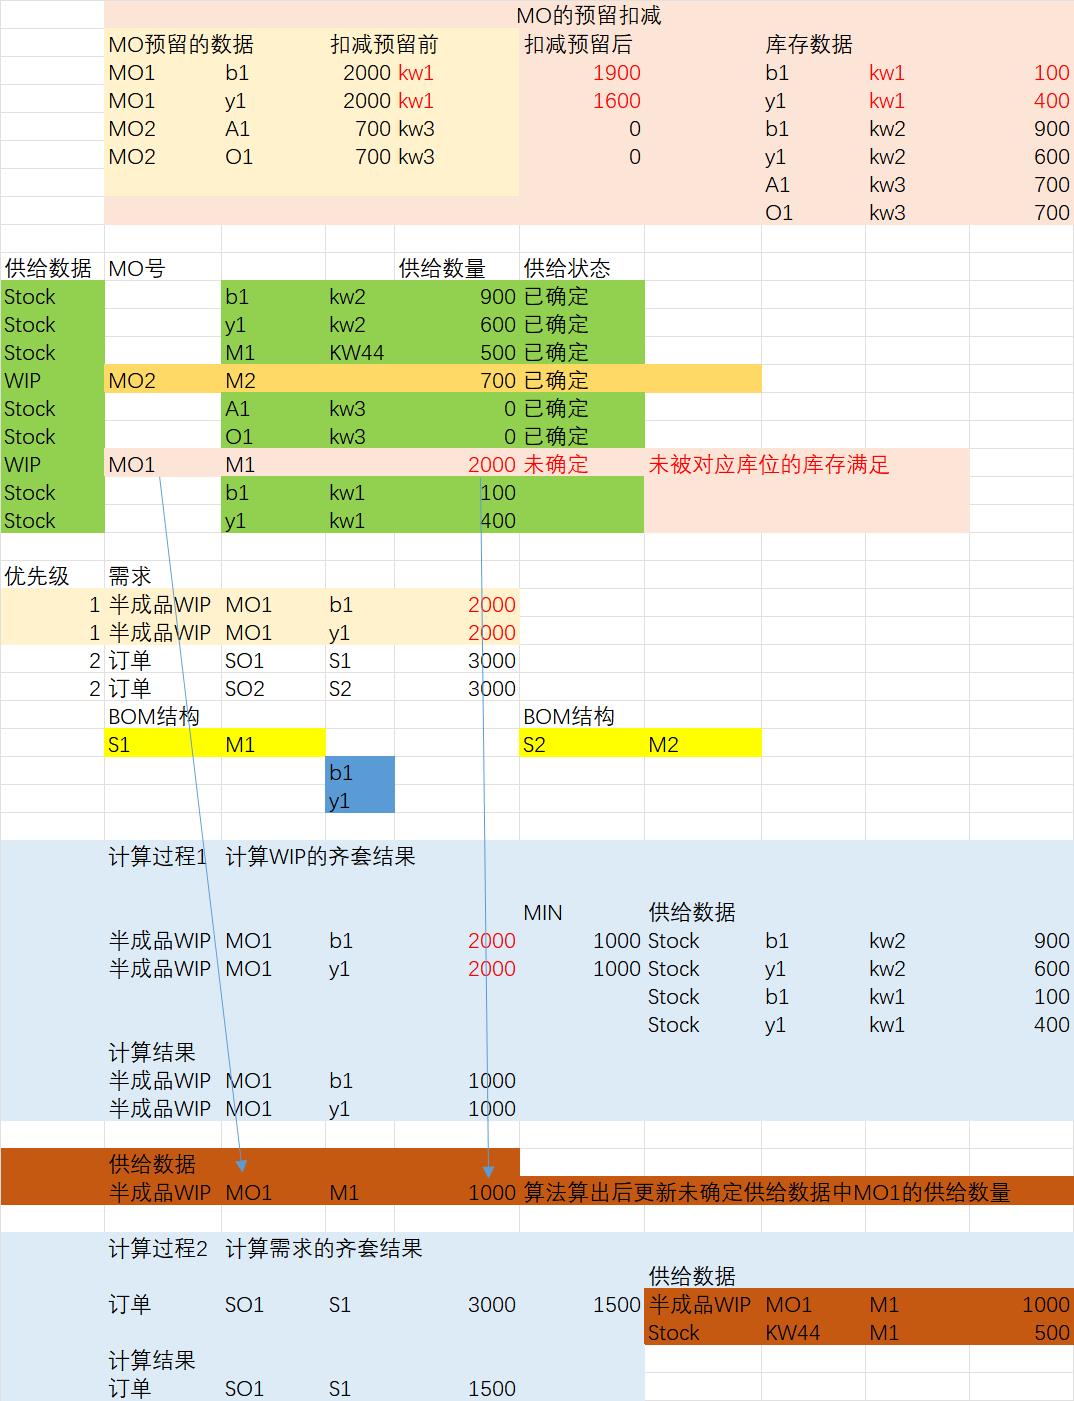 MO的预留扣减
MO预留的数据 扣减预留前 扣减预留后 库存数据
MO1 b1 2000 kw1 1900 b1 kw1 100
MO1 y1 2000 kw1 1600 y1 kw1 400
MO2 A1 700 kw3 0 b1 kw2 900
MO2 O1 700 kw3 0 y1 kw2 600
A1 kw3 700
O1 kw3 700
供给数据 MO号 供给数量 供给状态
Stock b1 kw2 900 已确定
Stock y1 kw2 600 已确定
Stock M1 KW44 500 已确定
WIP MO2 M2 700 已确定
Stock A1 kw3 0 已确定
Stock O1 kw3 0 已确定
WIP MO1 M1 2000 未确定 未被对应库位的库存满足
Stock b1 kw1 100
Stock y1 kw1 400
优先级 需求
1 半成品WIP MO1 b1 2000
1 半成品WIP MO1 y1 2000
2 订单 SO1 S1 3000
2 订单 SO2 S2 3000
BOM结构 BOM结构
S1 M1 S2 M2
b1
y1
计算过程1 计算WIP的齐套结果
MIN 供给数据
半成品WIP MO1 b1 2000 1000 Stock b1 kw2 900
半成品WIP MO1 y1 2000 1000 Stock y1 kw2 600
Stock b1 kw1 100
Stock y1 kw1 400
计算结果
半成品WIP MO1 b1 1000
半成品WIP MO1 y1 1000
供给数据
半成品WIP MO1 M1 1000 算法算出后更新未确定供给数据中MO1的供给数量
计算过程2 计算需求的齐套结果
供给数据
订单 SO1 S1 3000 1500 半成品WIP MO1 M1 1000
Stock KW44 M1 500
计算结果
订单 SO1 S1 1500